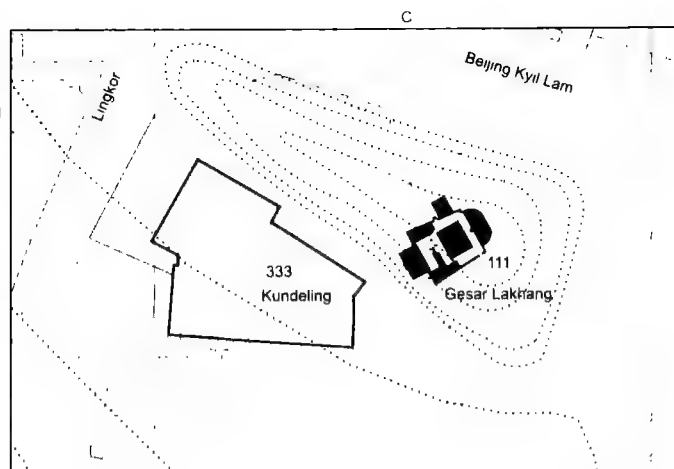 C
Beijing Kyil Lam
Lingkor
333
Kundeling
111
Gesar Lakhang